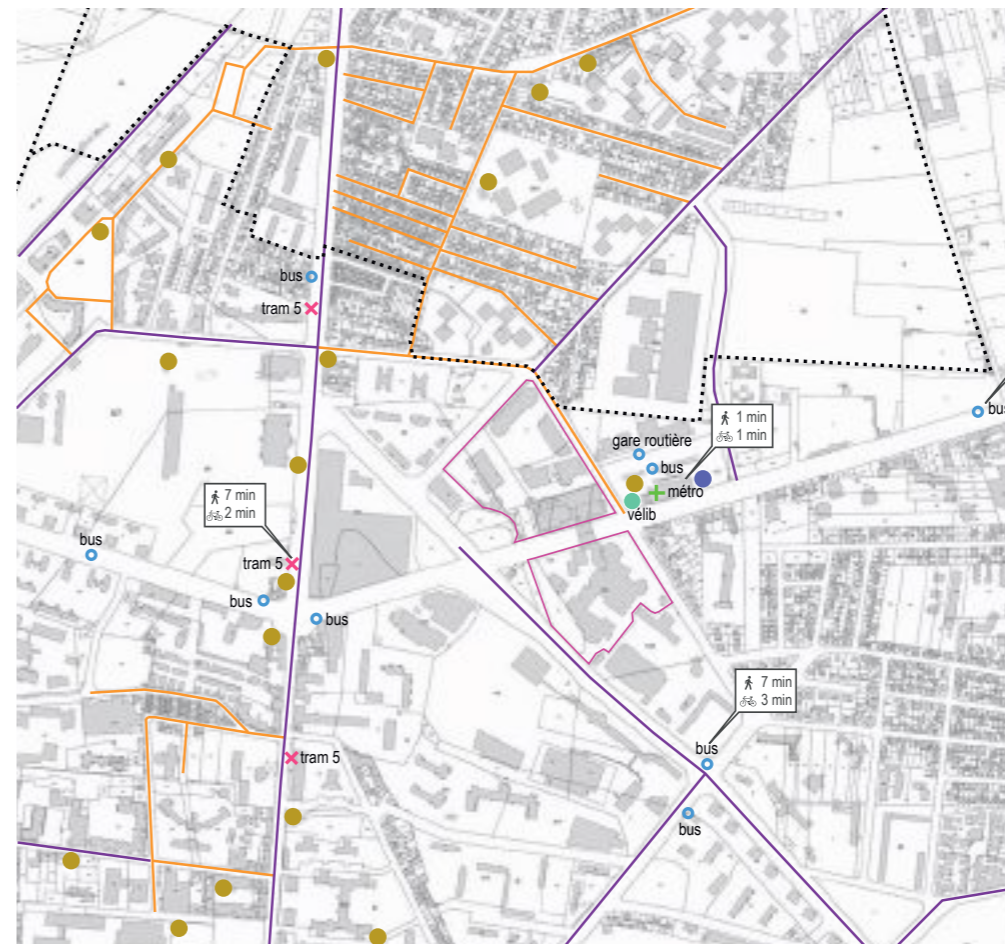 bus
tram 5
bus
1 min
1 min
gare routière
bus
métro
vélib
7 min
2 min
bus
tram 5
bus
bus
7 min
3 min
bus
tram 5
bus